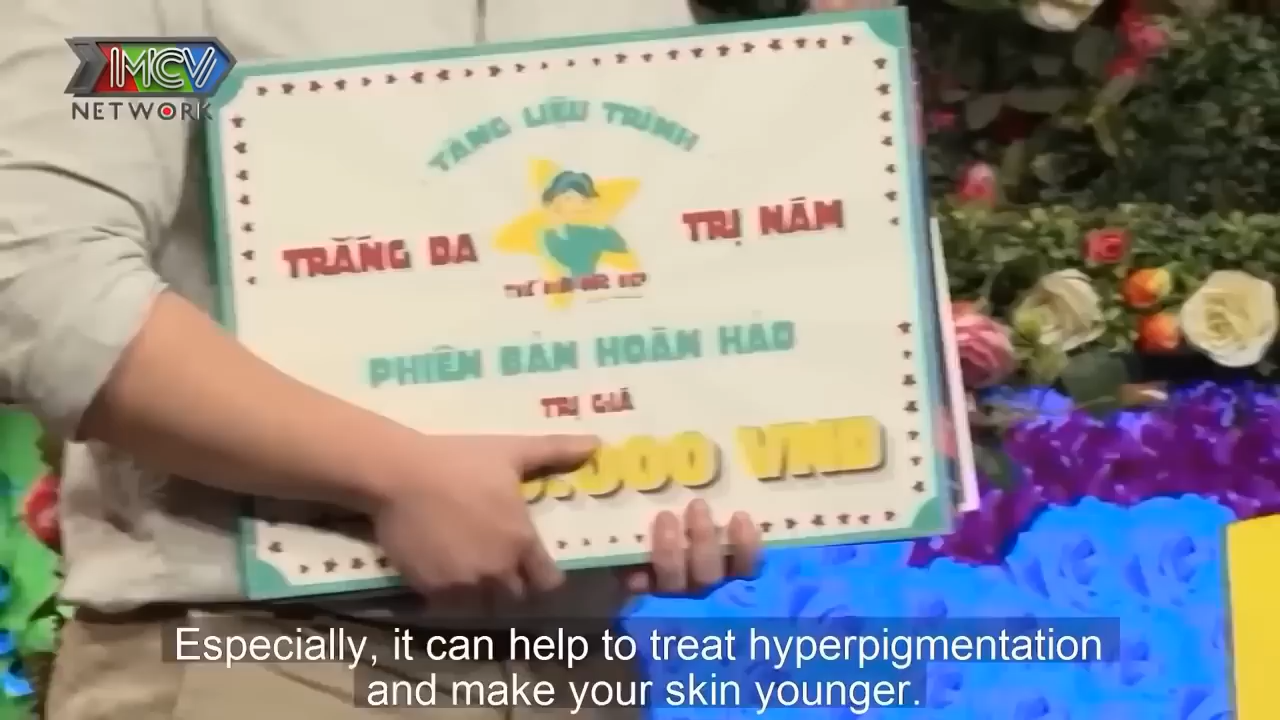 MCV
NETWORK
TẶNG LIỆU TRÌNH
TRẮNG DA
TRỊ NÁM
PHIÊN BẢN HOÀN HẢO
TRỊ GIÁ
.000 VNĐ
Especially, it can help to treat hyperpigmentation
and make your skin younger.